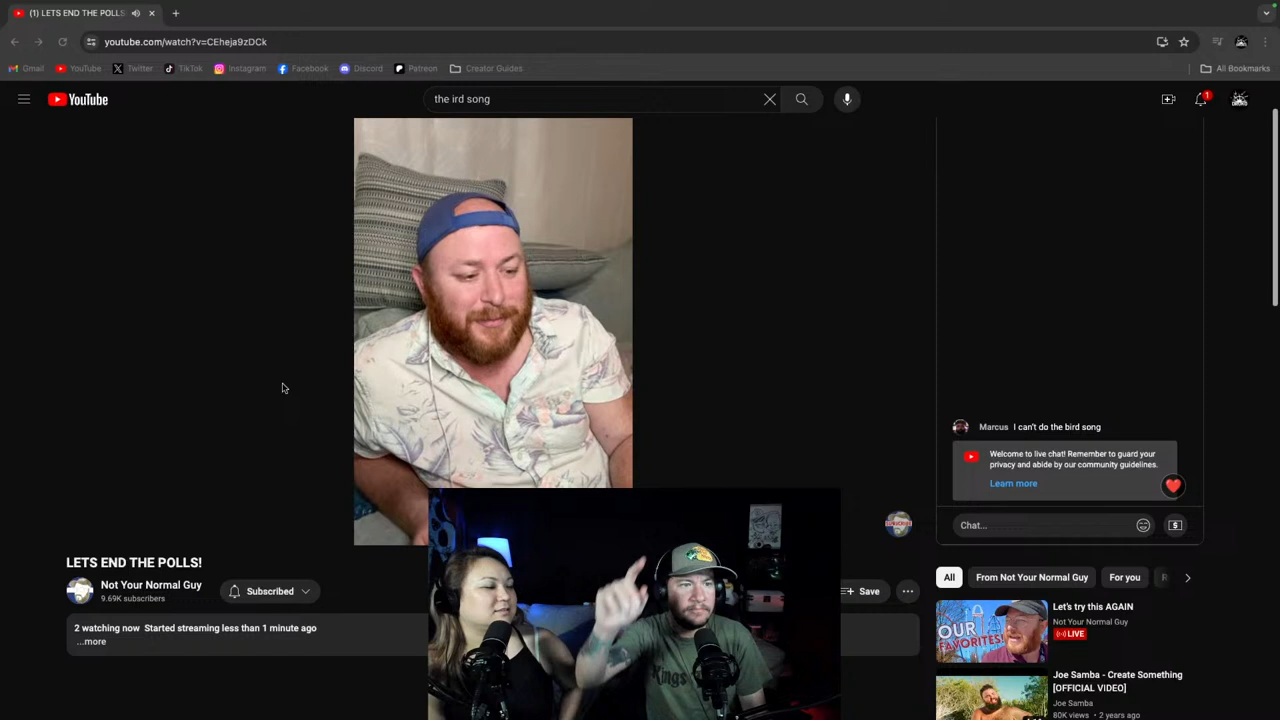 (1) LETS END THE POLLS
youtube.com/watch?v=CEheja9zDCk
Gmail YouTube Twitter TikTok Instagram Facebook Discord Patreon Creator Guides All Bookmarks
YouTube
the ird song
1
Marcus I can't do the bird song
Welcome to live chat! Remember to guard your
privacy and abide by our community guidelines.
Learn more
Chat...
LETS END THE POLLS!
Not Your Normal Guy
9.69K subscribers
Subscribed
Save
2 watching now Started streaming less than 1 minute ago
...more
All From Not Your Normal Guy For you
OUR
FAVORITES!
Let's try this AGAIN
Not Your Normal Guy
LIVE
Joe Samba - Create Something
[OFFICIAL VIDEO]
Joe Samba
80K views • 2 years ago
Kings